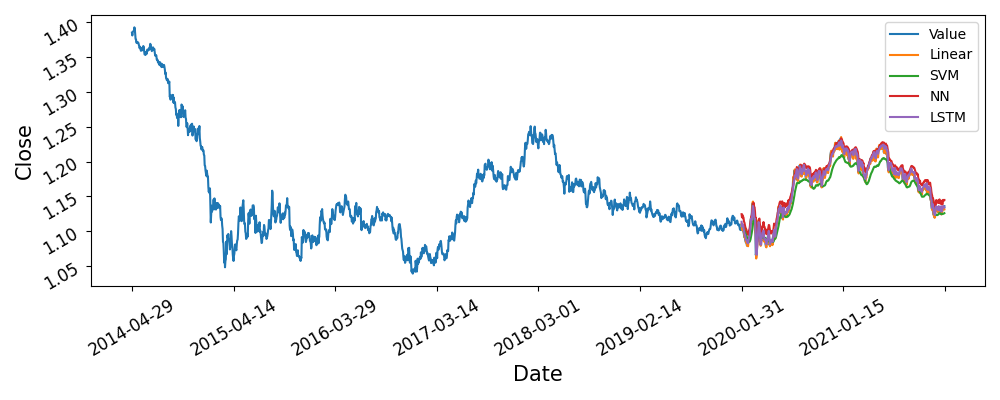 Close
1.40
1.35
1.30
1.25
1.20
1.15
1.10
1.05
Value
Linear
SVM
NN
LSTM
2014-04-29
2015-04-14
2016-03-29
2017-03-14
2018-03-01
2019-02-14
2020-01-31
2021-01-15
Date